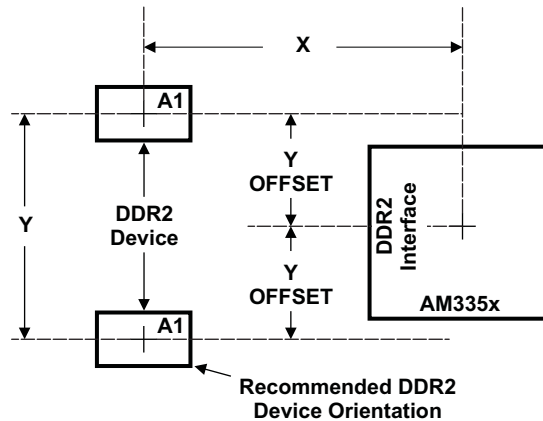 X
A1
Y
OFFSET
Y
DDR2
Device
DDR2
Interface
Y
OFFSET
AM335x
A1
Recommended DDR2
Device Orientation